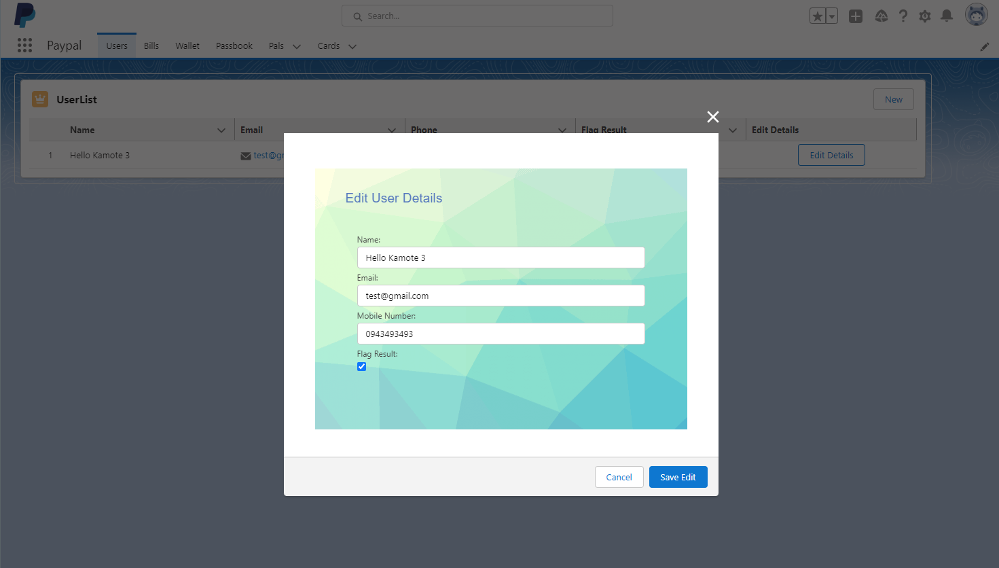 Search...
Paypal Users Bills Wallet Passbook Pals Cards
UserList New
Name Email Phone Flag Result Edit Details
1 Hello Kamote 3 Edit Details
Edit User Details
Name:
Hello Kamote 3
Email:
test@gmail.com
Mobile Number:
0943493493
Flag Result:
Cancel Save Edit